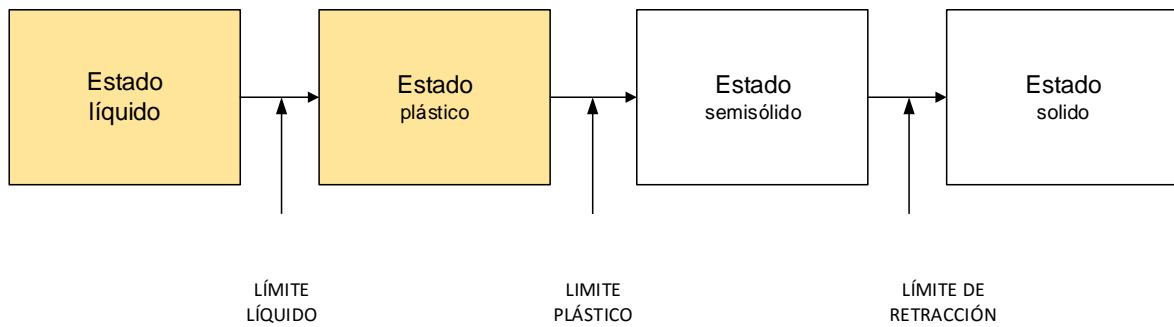 Estado
líquido
Estado
plástico
Estado
semisólido
Estado
solido
LÍMITE
LÍQUIDO
LIMITE
PLÁSTICO
LÍMITE DE
RETRACCIÓN